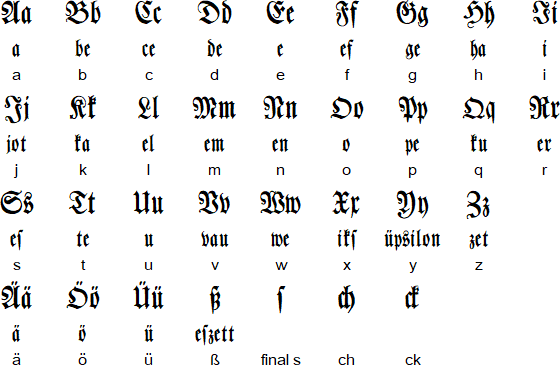 Aa Bb Cc Dd Ee Ff Gg Hh Ii
a be ce de e ef ge ha i
a b c d e f g h i
Jj Kk Ll Mm Nn Oo Pp Qq Rr
jot ka el em en o pe ku er
j k l m n o p q r
Ss Tt Uu Vv Ww Xx Yy Zz
eſ te u vau we ikſ üpsilon zet
s t u v w x y z
Ää Öö Üü ß ſ ch ck
ä ö ü eſzett
ä ö ü ß final s ch ck